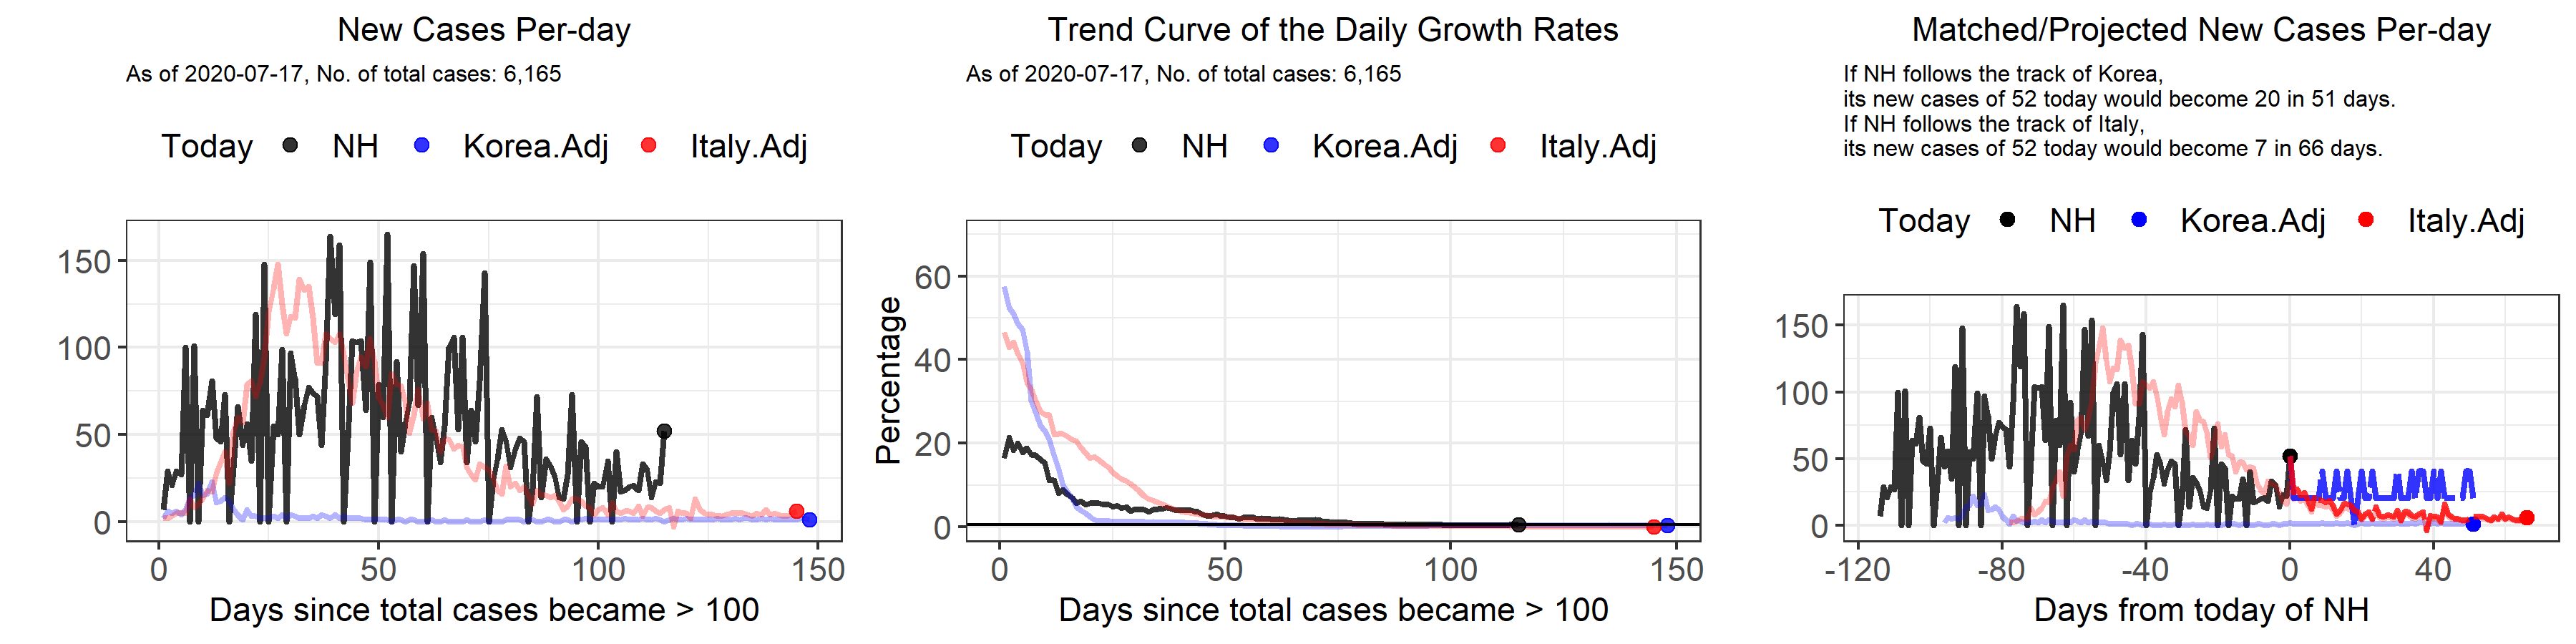 New Cases Per-day
As of 2020-07-17, No. of total cases: 6,165
Today NH Korea.Adj Italy.Adj
150
100
50
0
0 50 100 150
Days since total cases became > 100
Trend Curve of the Daily Growth Rates
As of 2020-07-17, No. of total cases: 6,165
Today NH Korea.Adj Italy.Adj
Percentage
60
40
20
0
0 50 100 150
Days since total cases became > 100
Matched/Projected New Cases Per-day
If NH follows the track of Korea,
its new cases of 52 today would become 20 in 51 days.
If NH follows the track of Italy,
its new cases of 52 today would become 7 in 66 days.
Today NH Korea.Adj Italy.Adj
150
100
50
0
-120 -80 -40 0 40
Days from today of NH